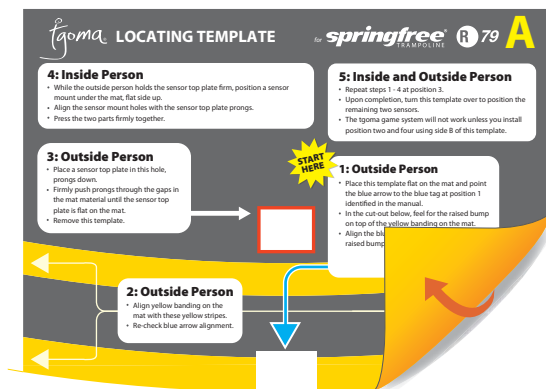 tgoma LOCATING TEMPLATE for springfree TRAMPOLINE R 79 A
4: Inside Person
• While the outside person holds the sensor top plate firm, position a sensor
mount under the mat, flat side up.
• Align the sensor mount holes with the sensor top plate prongs.
• Press the two parts firmly together.
5: Inside and Outside Person
• Repeat steps 1 - 4 at position 3.
• Upon completion, turn this template over to position the
remaining two sensors.
• The tgoma game system will not work unless you install
position two and four using side B of this template.
3: Outside Person
• Place a sensor top plate in this hole,
prongs down.
• Firmly push prongs through the gaps in
the mat material until the sensor top
plate is flat on the mat.
• Remove this template.
START
HERE
1: Outside Person
• Place this template flat on the mat and point
the blue arrow to the blue tag at position 1
identified in the manual.
• In the cut-out below, feel for the raised bump
on top of the yellow banding on the mat.
• Align the blu
raised bump
2: Outside Person
• Align yellow banding on the
mat with these yellow stripes.
• Re-check blue arrow alignment.